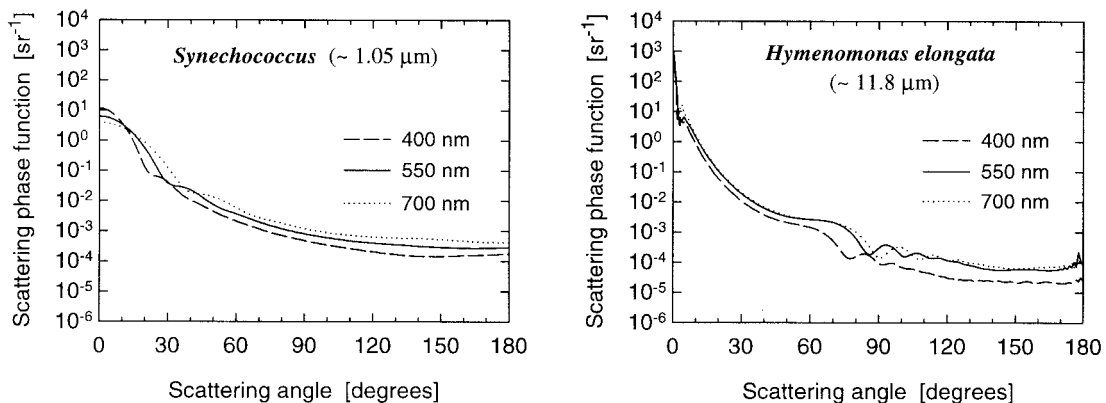 Scattering phase function [sr⁻¹]
10⁴
10³
10²
10¹
10⁰
10⁻¹
10⁻²
10⁻³
10⁻⁴
10⁻⁵
10⁻⁶
Synechococcus (~ 1.05 µm)
400 nm
550 nm
700 nm
0 30 60 90 120 150 180
Scattering angle [degrees]
Scattering phase function [sr⁻¹]
10⁴
10³
10²
10¹
10⁰
10⁻¹
10⁻²
10⁻³
10⁻⁴
10⁻⁵
10⁻⁶
Hymenomonas elongata
(~ 11.8 µm)
400 nm
550 nm
700 nm
0 30 60 90 120 150 180
Scattering angle [degrees]